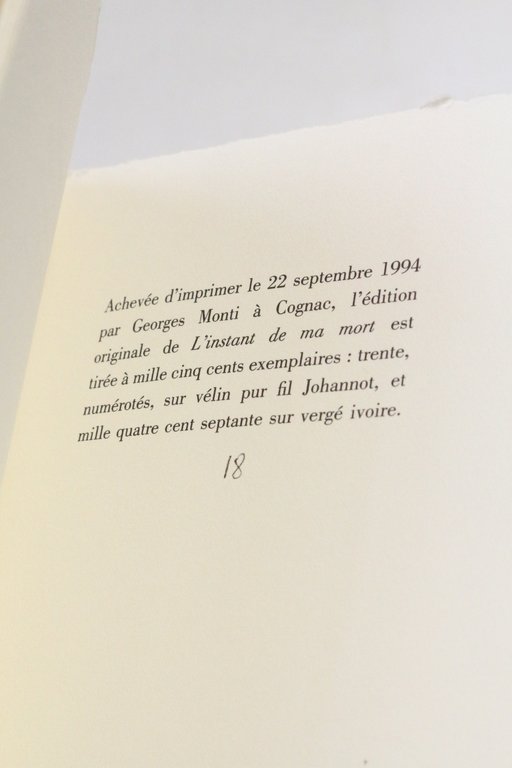 Achevée d'imprimer le 22 septembre 1994
par Georges Monti à Cognac, l'édition
originale de L'instant de ma mort est
tirée à mille cinq cents exemplaires : trente,
numérotés, sur vélin pur fil Johannot, et
mille quatre cent septante sur vergé ivoire.
18